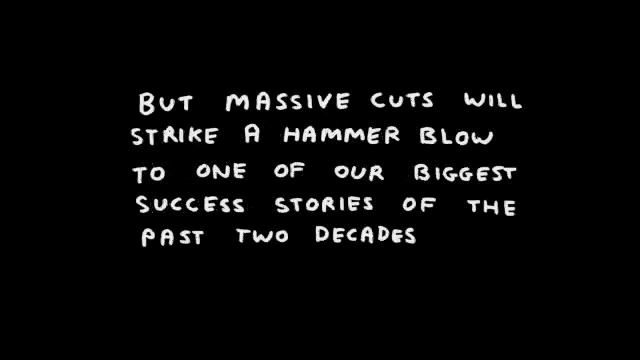 BUT MASSIVE CUTS WILL
STRIKE A HAMMER BLOW
TO ONE OF OUR BIGGEST
SUCCESS STORIES OF THE
PAST TWO DECADES